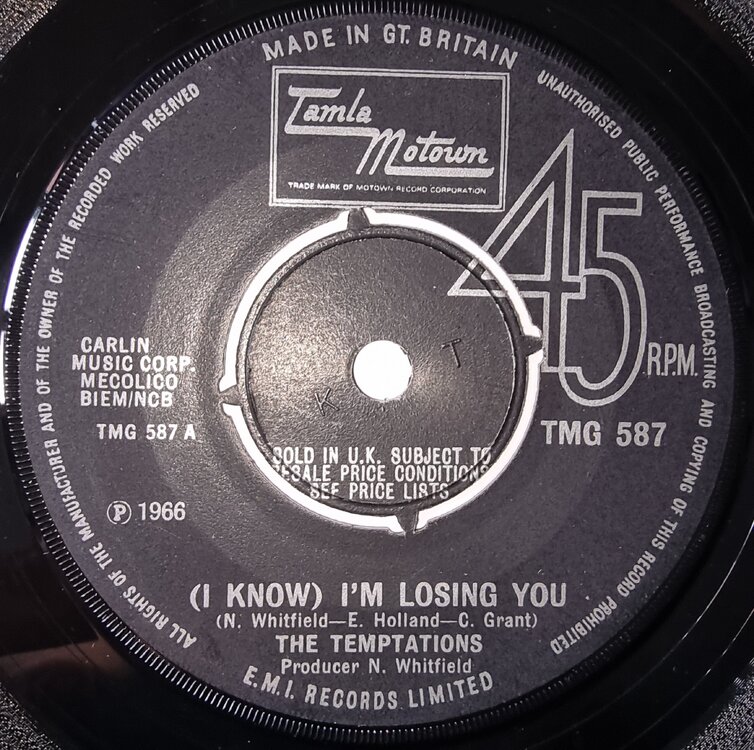 MADE IN GT. BRITAIN
UNAUTHORISED PUBLIC PERFORMANCE BROADCASTING AND COPYING OF THIS RECORD PROHIBITED
ALL RIGHTS OF THE MANUFACTURER AND OF THE OWNER OF THE RECORDED WORK RESERVED
Tamla
Motown
TRADE MARK OF MOTOWN RECORD CORPORATION
45
R.P.M.
CARLIN
MUSIC CORP.
MECOLICO
BIEM/NCB
TMG 587 A
TMG 587
K T
SOLD IN U.K. SUBJECT TO
RESALE PRICE CONDITIONS
SEE PRICE LISTS
Ⓟ 1966
(I KNOW) I'M LOSING YOU
(N. Whitfield—E. Holland—C. Grant)
THE TEMPTATIONS
Producer N. Whitfield
E.M.I. RECORDS LIMITED